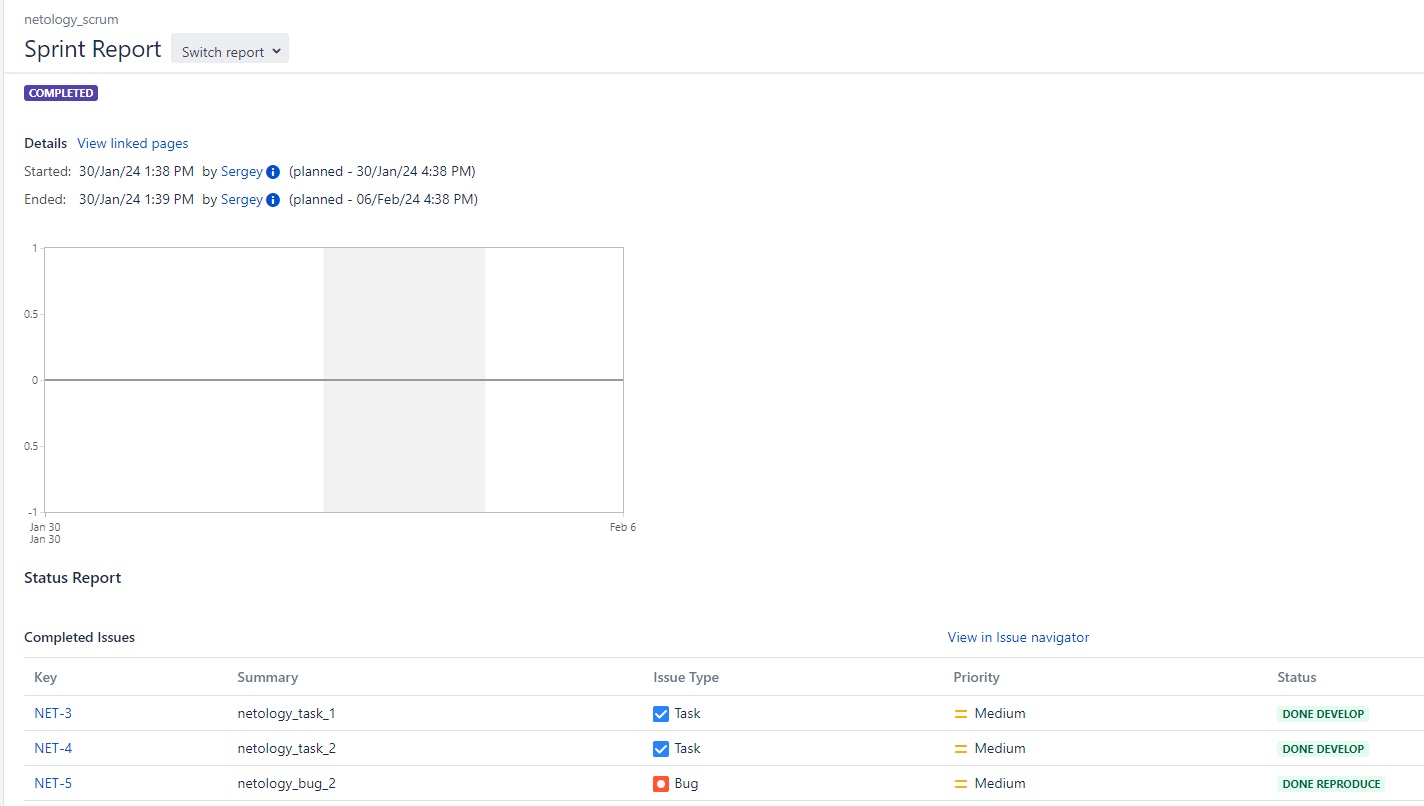 netology_scrum
Sprint Report Switch report
COMPLETED
Details View linked pages
Started: 30/Jan/24 1:38 PM by Sergey (planned - 30/Jan/24 4:38 PM)
Ended: 30/Jan/24 1:39 PM by Sergey (planned - 06/Feb/24 4:38 PM)
1
0.5
0
0.5
-1
Jan 30 Feb 6
Jan 30
Status Report
Completed Issues View in Issue navigator
Key Summary Issue Type Priority Status
NET-3 netology_task_1 Task Medium DONE DEVELOP
NET-4 netology_task_2 Task Medium DONE DEVELOP
NET-5 netology_bug_2 Bug Medium DONE REPRODUCE